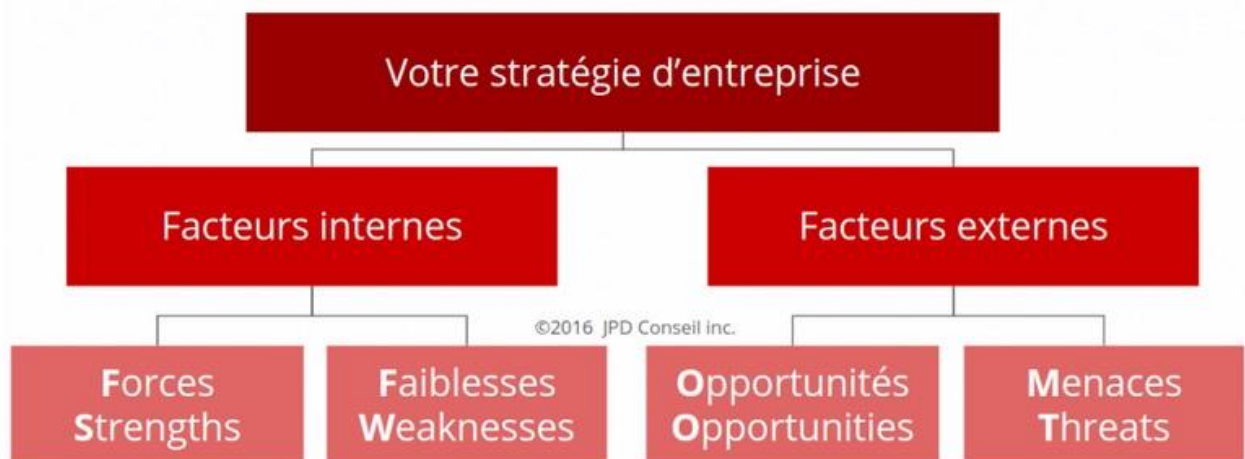 Votre stratégie d'entreprise
Facteurs internes
Facteurs externes
©2016 JPD Conseil inc.
Forces
Strengths
Faiblesses
Weaknesses
Opportunités
Opportunities
Menaces
Threats